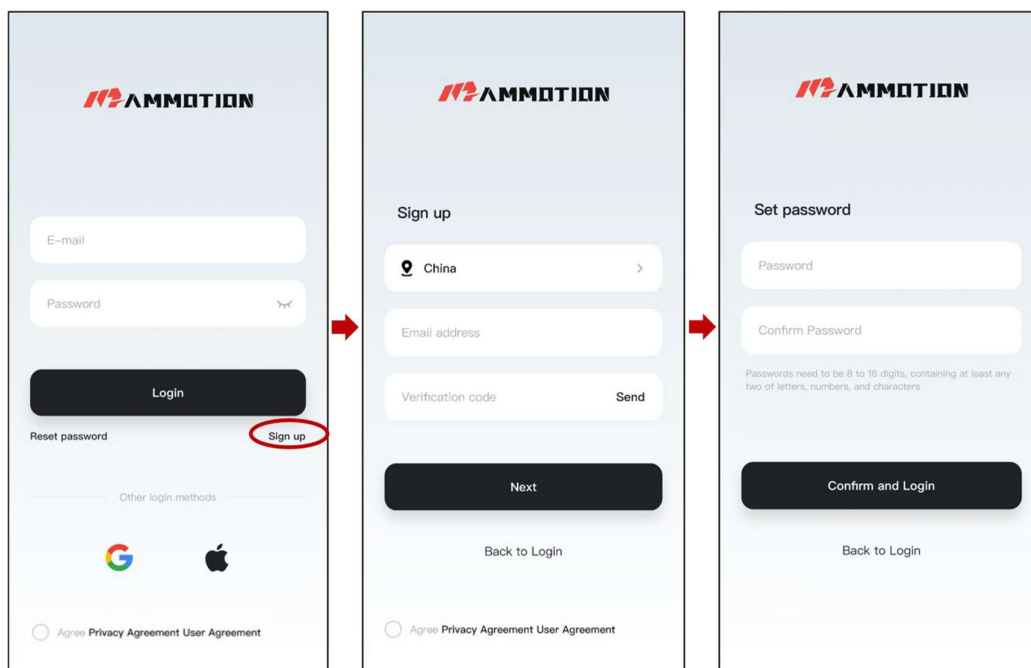 MAMMOTION
E-mail
Password
Login
Reset password
Sign up
Other login methods
Agree Privacy Agreement User Agreement
MAMMOTION
Sign up
China
Email address
Verification code
Send
Next
Back to Login
Agree Privacy Agreement User Agreement
MAMMOTION
Set password
Password
Confirm Password
Passwords need to be 8 to 16 digits, containing at least any
two of letters, numbers, and characters
Confirm and Login
Back to Login